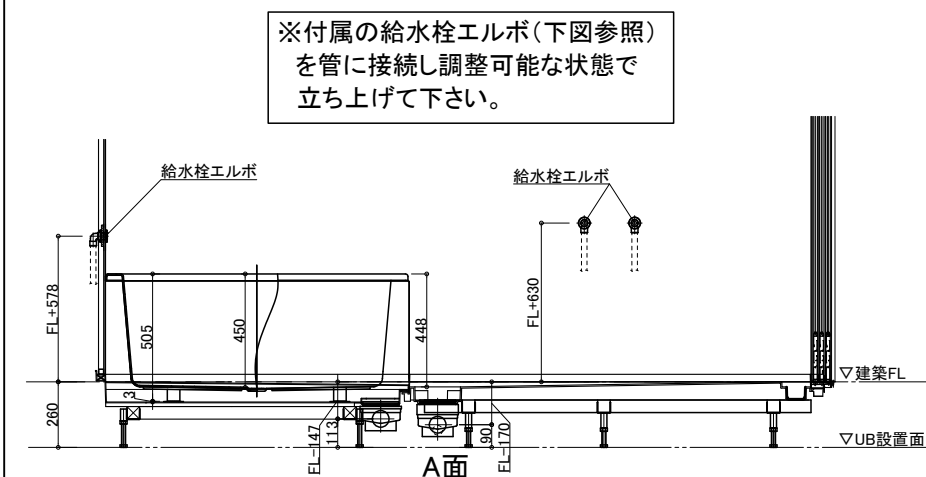 ※付属の給水栓エルボ(下図参照)
を管に接続し調整可能な状態で
立ち上げて下さい。
給水栓エルボ
給水栓エルボ
FL+578
505
450
448
FL+630
▽建築FL
260
3
FL-147
113
90
FL-170
▽UB設置面
A面